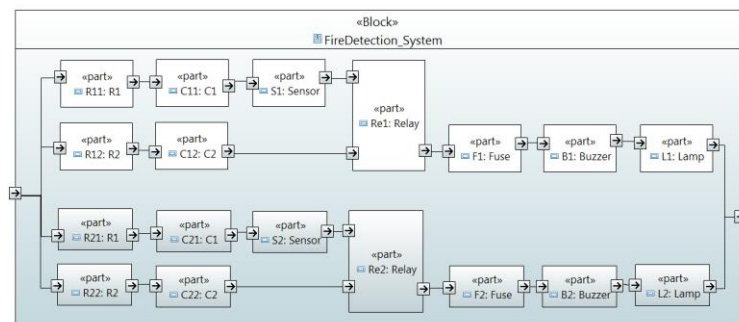 «Block»
FireDetection_System
«part»
R11: R1
«part»
C11: C1
«part»
S1: Sensor
«part»
Re1: Relay
«part»
R12: R2
«part»
C12: C2
«part»
F1: Fuse
«part»
B1: Buzzer
«part»
L1: Lamp
«part»
R21: R1
«part»
C21: C1
«part»
S2: Sensor
«part»
Re2: Relay
«part»
R22: R2
«part»
C22: C2
«part»
F2: Fuse
«part»
B2: Buzzer
«part»
L2: Lamp